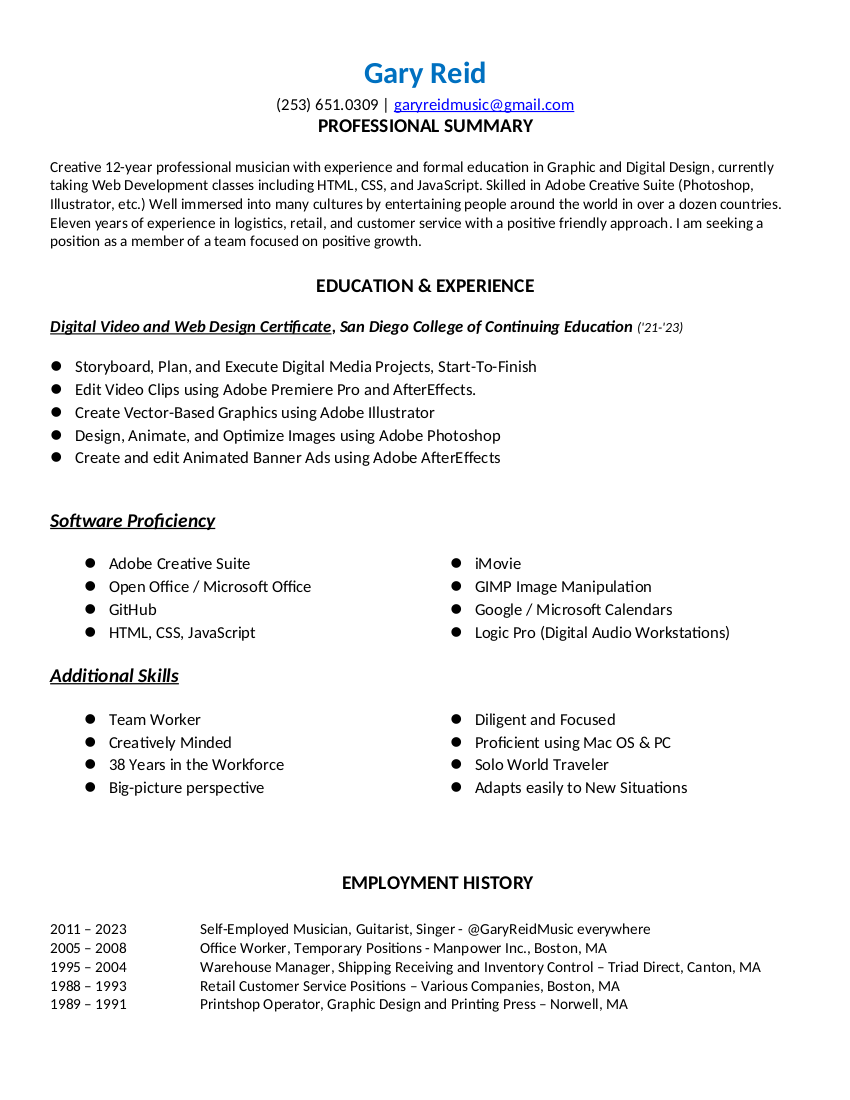 Gary Reid
(253) 651.0309 | garyreidmusic@gmail.com
PROFESSIONAL SUMMARY
Creative 12-year professional musician with experience and formal education in Graphic and Digital Design, currently
taking Web Development classes including HTML, CSS, and JavaScript. Skilled in Adobe Creative Suite (Photoshop,
Illustrator, etc.) Well immersed into many cultures by entertaining people around the world in over a dozen countries.
Eleven years of experience in logistics, retail, and customer service with a positive friendly approach. I am seeking a
position as a member of a team focused on positive growth.
EDUCATION & EXPERIENCE
Digital Video and Web Design Certificate, San Diego College of Continuing Education ('21-'23)
● Storyboard, Plan, and Execute Digital Media Projects, Start-To-Finish
● Edit Video Clips using Adobe Premiere Pro and AfterEffects.
● Create Vector-Based Graphics using Adobe Illustrator
● Design, Animate, and Optimize Images using Adobe Photoshop
● Create and edit Animated Banner Ads using Adobe AfterEffects
Software Proficiency
● Adobe Creative Suite
● Open Office / Microsoft Office
● GitHub
● HTML, CSS, JavaScript
● iMovie
● GIMP Image Manipulation
● Google / Microsoft Calendars
● Logic Pro (Digital Audio Workstations)
Additional Skills
● Team Worker
● Creatively Minded
● 38 Years in the Workforce
● Big-picture perspective
● Diligent and Focused
● Proficient using Mac OS & PC
● Solo World Traveler
● Adapts easily to New Situations
EMPLOYMENT HISTORY
2011 – 2023 Self-Employed Musician, Guitarist, Singer - @GaryReidMusic everywhere
2005 – 2008 Office Worker, Temporary Positions - Manpower Inc., Boston, MA
1995 – 2004 Warehouse Manager, Shipping Receiving and Inventory Control – Triad Direct, Canton, MA
1988 – 1993 Retail Customer Service Positions – Various Companies, Boston, MA
1989 – 1991 Printshop Operator, Graphic Design and Printing Press – Norwell, MA